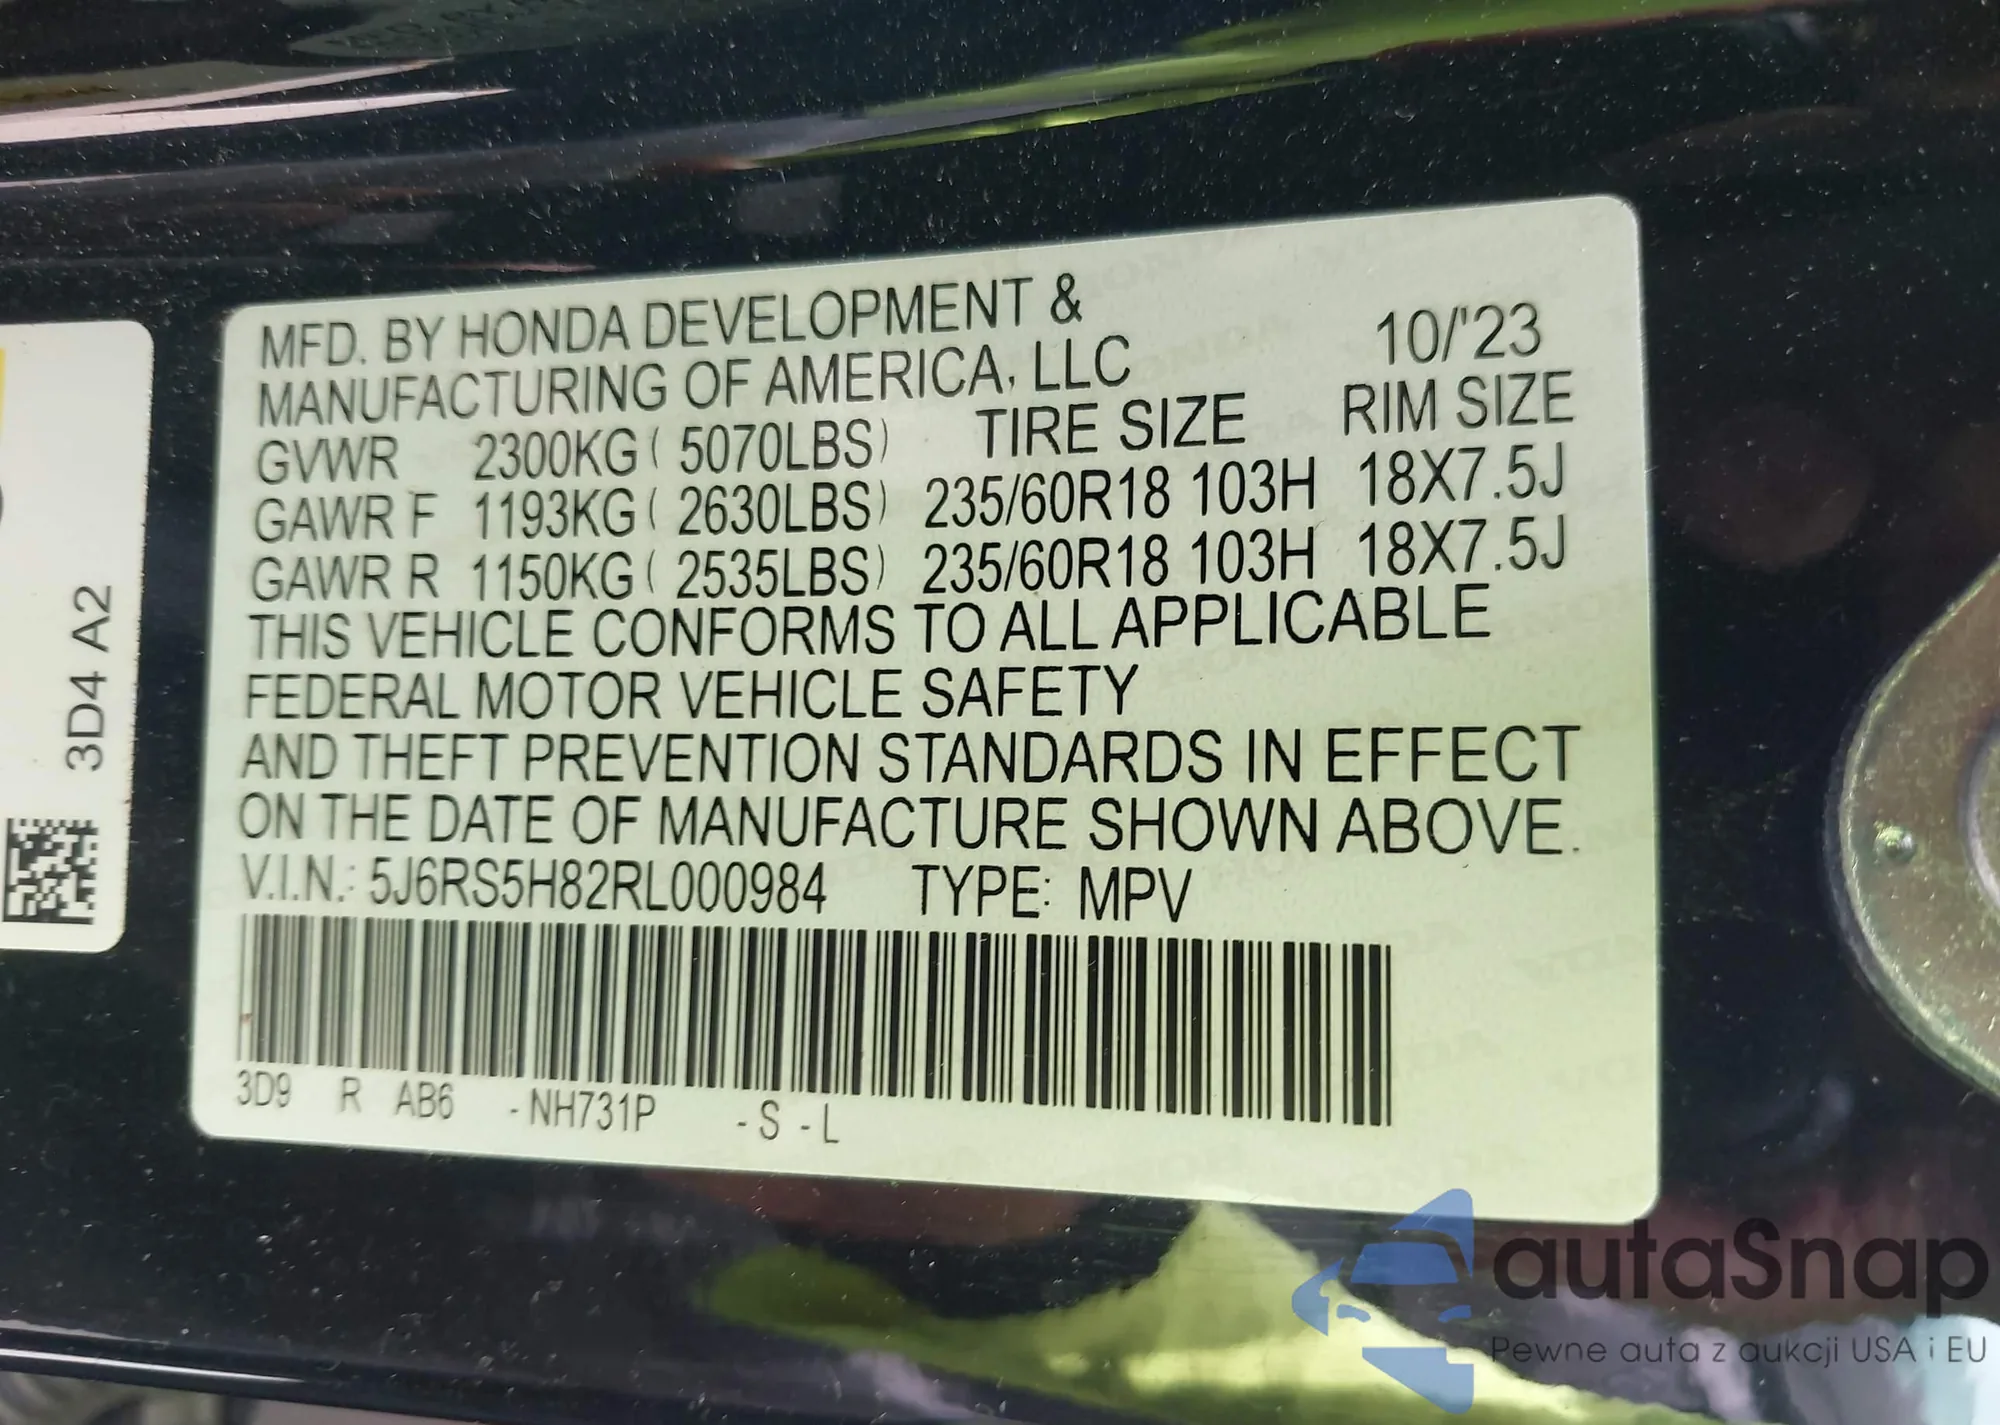 MFD. BY HONDA DEVELOPMENT &
MANUFACTURING OF AMERICA, LLC 10/'23
GVWR 2300KG ( 5070LBS) TIRE SIZE RIM SIZE
GAWR F 1193KG ( 2630LBS) 235/60R18 103H 18X7.5J
GAWR R 1150KG ( 2535LBS) 235/60R18 103H 18X7.5J
THIS VEHICLE CONFORMS TO ALL APPLICABLE
FEDERAL MOTOR VEHICLE SAFETY
AND THEFT PREVENTION STANDARDS IN EFFECT
ON THE DATE OF MANUFACTURE SHOWN ABOVE.
V.I.N.: 5J6RS5H82RL000984 TYPE: MPV
3D9 R AB6 -NH731P -S -L
3D4 A2
autaSnap
Pewne auta z aukcji USA i EU